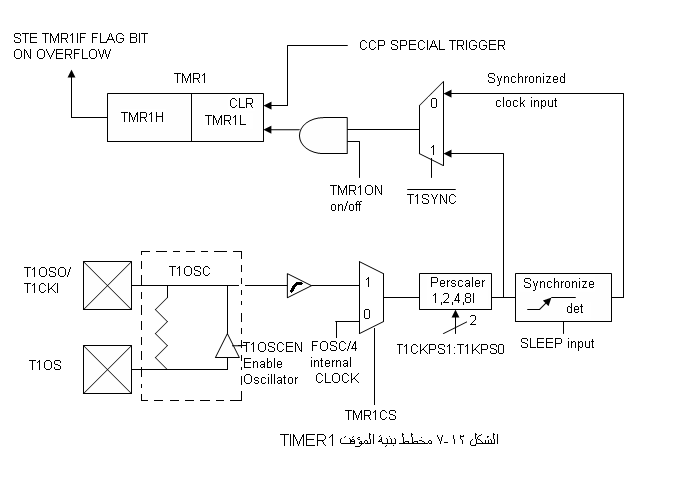 STE TMR1IF FLAG BIT
ON OVERFLOW
CCP SPECIAL TRIGGER
TMR1
CLR
TMR1H
TMR1L
Synchronized
clock input
0
1
TMR1ON
on/off
T1SYNC
T1OSO/
T1CKI
T1OSC
1
0
Perscaler
1,2,4,8I
Synchronize
det
2
T1OS
T1OSCEN
Enable
Oscillator
FOSC/4
internal
CLOCK
T1CKPS1:T1KPS0
SLEEP input
TMR1CS
الشكل ١٢-٧ مخطط بنية المؤقت TIMER1